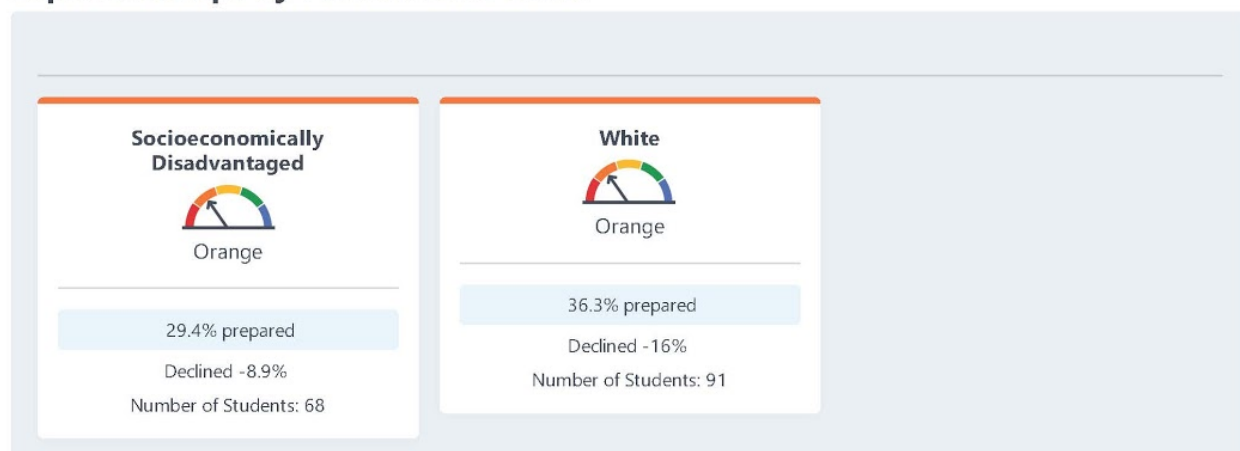 Socioeconomically
Disadvantaged
Orange
29.4% prepared
Declined -8.9%
Number of Students: 68
White
Orange
36.3% prepared
Declined -16%
Number of Students: 91